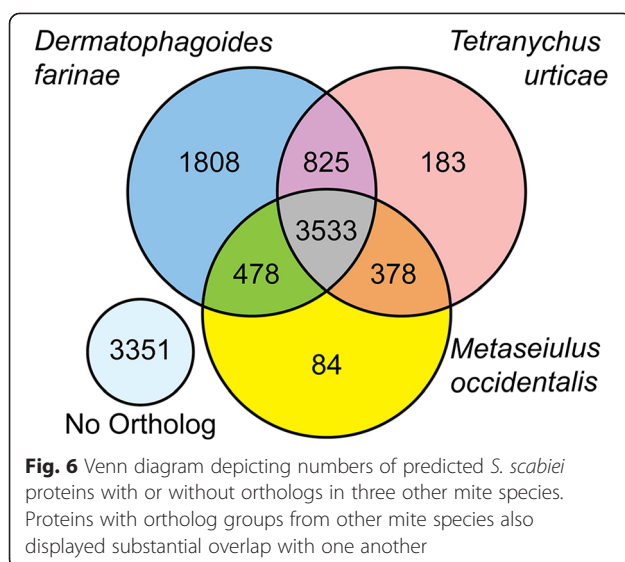 Dermatophagoides
farinae
Tetranychus
urticae
1808
825
183
3533
478
378
3351
84
Metaseiulus
occidentalis
No Ortholog
Fig. 6 Venn diagram depicting numbers of predicted S. scabiei
proteins with or without orthologs in three other mite species.
Proteins with ortholog groups from other mite species also
displayed substantial overlap with one another